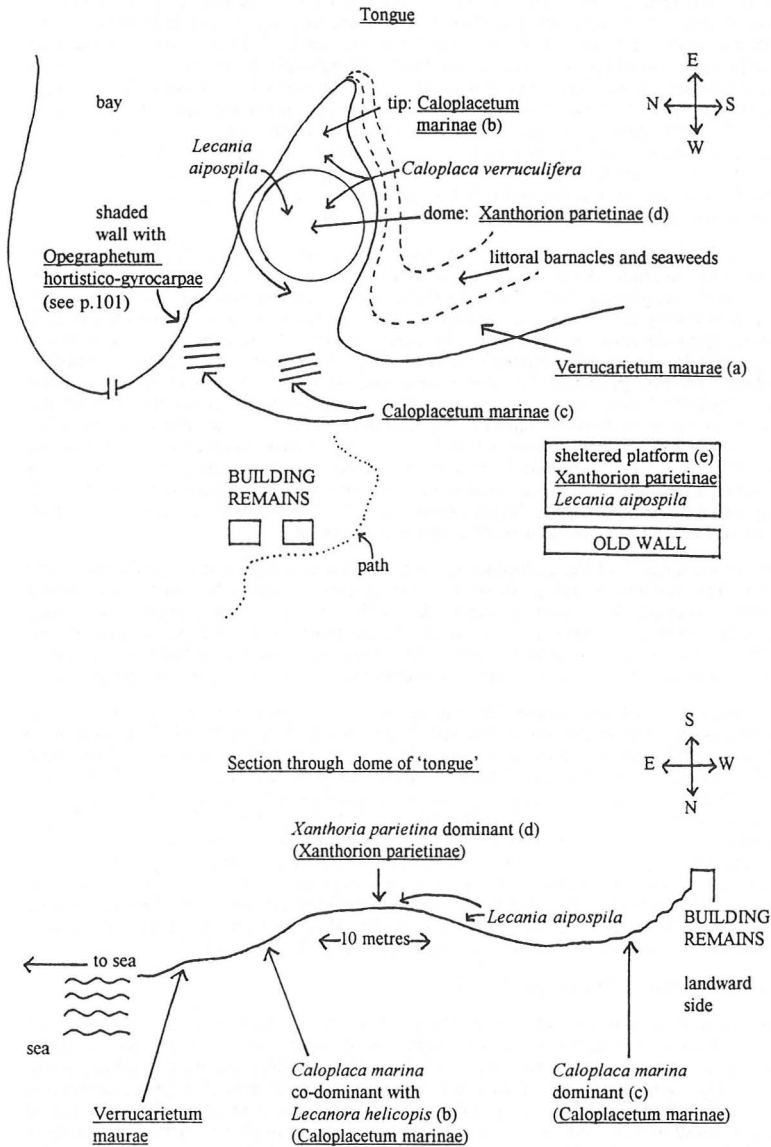 Tongue
bay
E
N S
W
tip: Caloplacetum
marinae (b)
Lecania
aipospila
Caloplaca verruculifera
shaded
wall with
Opegraphetum
hortistico-gyrocarpae
(see p.101)
dome: Xanthorion parietinae (d)
littoral barnacles and seaweeds
Verrucarietum maurae (a)
Caloplacetum marinae (c)
sheltered platform (e)
Xanthorion parietinae
Lecania aipospila
BUILDING
REMAINS
OLD WALL
path
S
E W
N
Section through dome of ‘tongue’
Xanthoria parietina dominant (d)
(Xanthorion parietinae)
Lecania aipospila
BUILDING
REMAINS
10 metres
to sea
landward
side
sea
Verrucarietum
maurae
Caloplaca marina
co-dominant with
Lecanora helicopis (b)
(Caloplacetum marinae)
Caloplaca marina
dominant (c)
(Caloplacetum marinae)